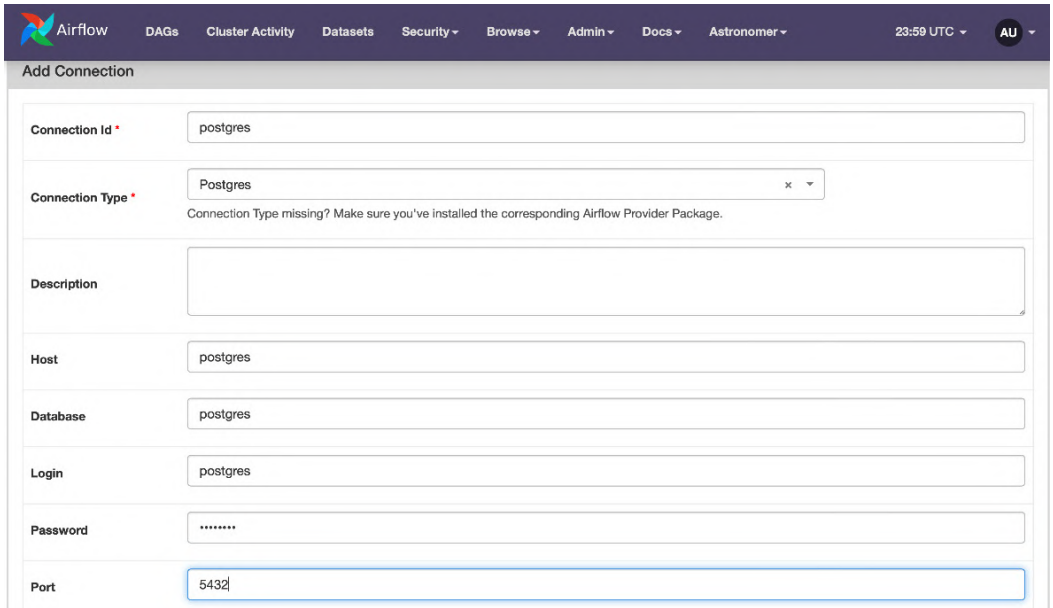 Airflow DAGs Cluster Activity Datasets Security Browse Admin Docs Astronomer 23:59 UTC AU
Add Connection
Connection Id * postgres
Connection Type * Postgres × 
Connection Type missing? Make sure you've installed the corresponding Airflow Provider Package.
Description
Host postgres
Database postgres
Login postgres
Password ••••••••
Port 5432